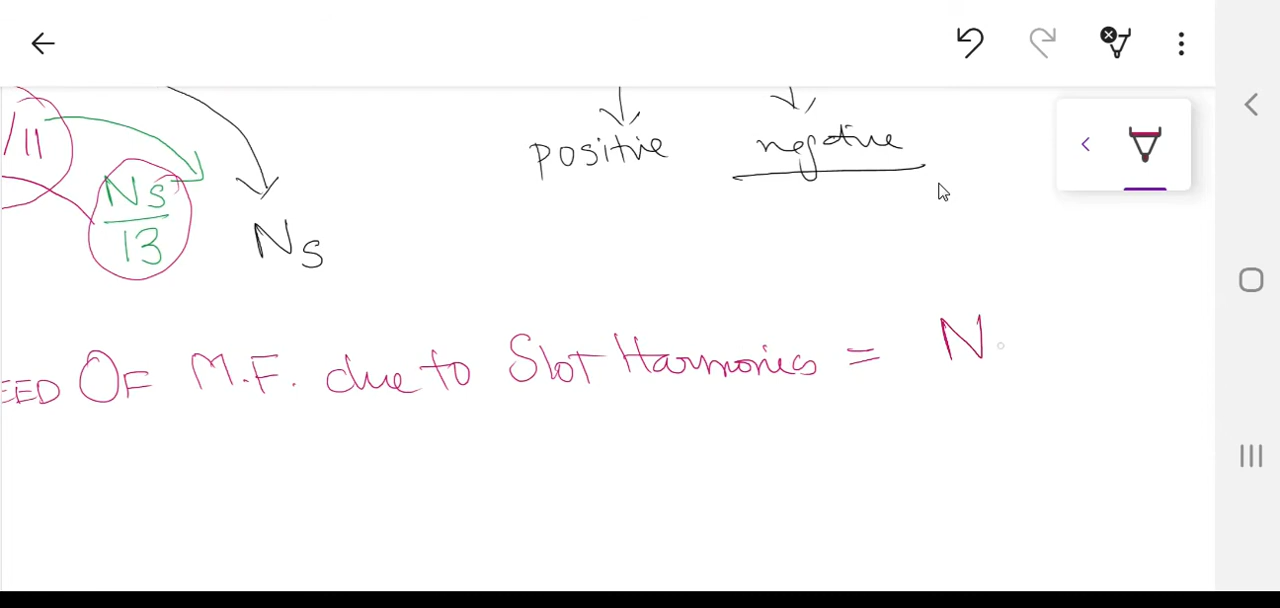 /11
positive negative
Ns
13
Ns
EED OF M.F. due to Slot Harmonics = N